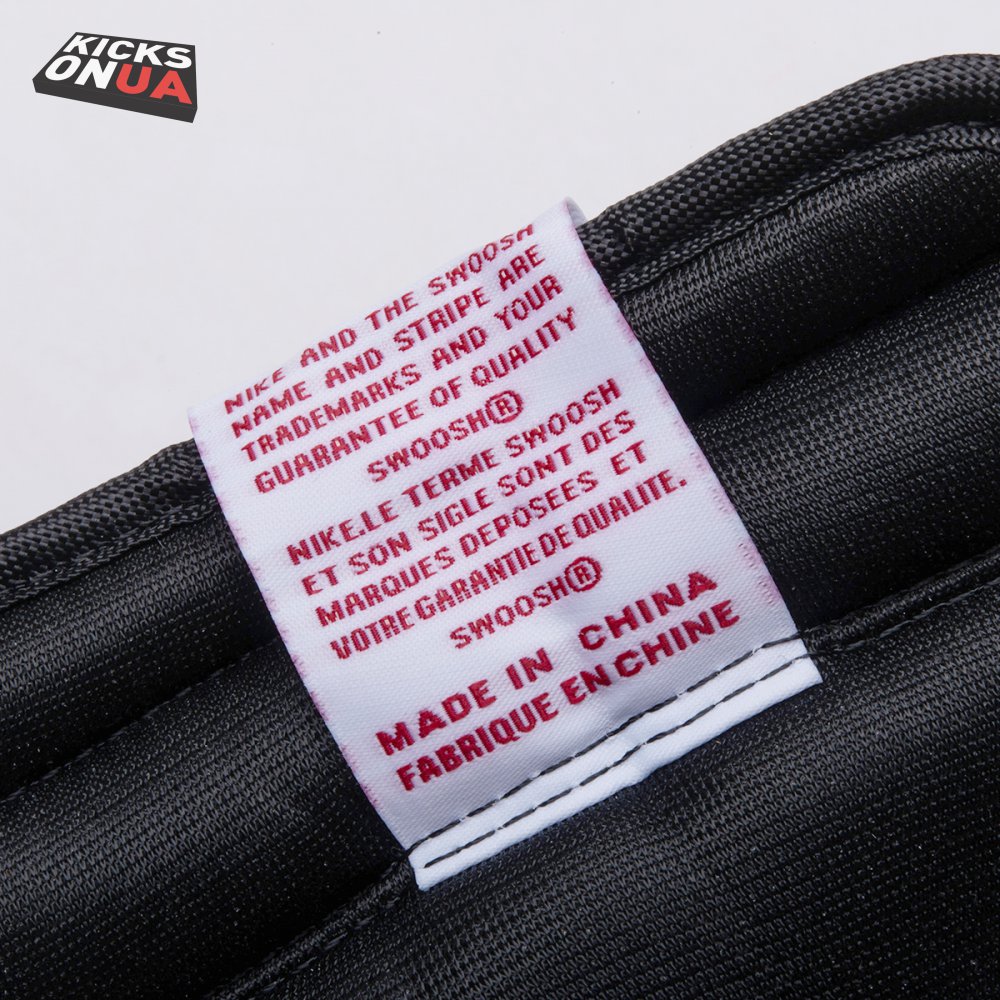 KICKS
ONUA
NIKE AND THE SWOOSH
NAME AND STRIPE ARE
TRADEMARKS AND YOUR
GUARANTEE OF QUALITY
SWOOSH®
NIKE.LE TERME SWOOSH
ET SON SIGLE SONT DES
MARQUES DEPOSEES ET
VOTRE GARANTIE DE QUALITE.
SWOOSH®
MADE IN CHINA
FABRIQUE EN CHINE